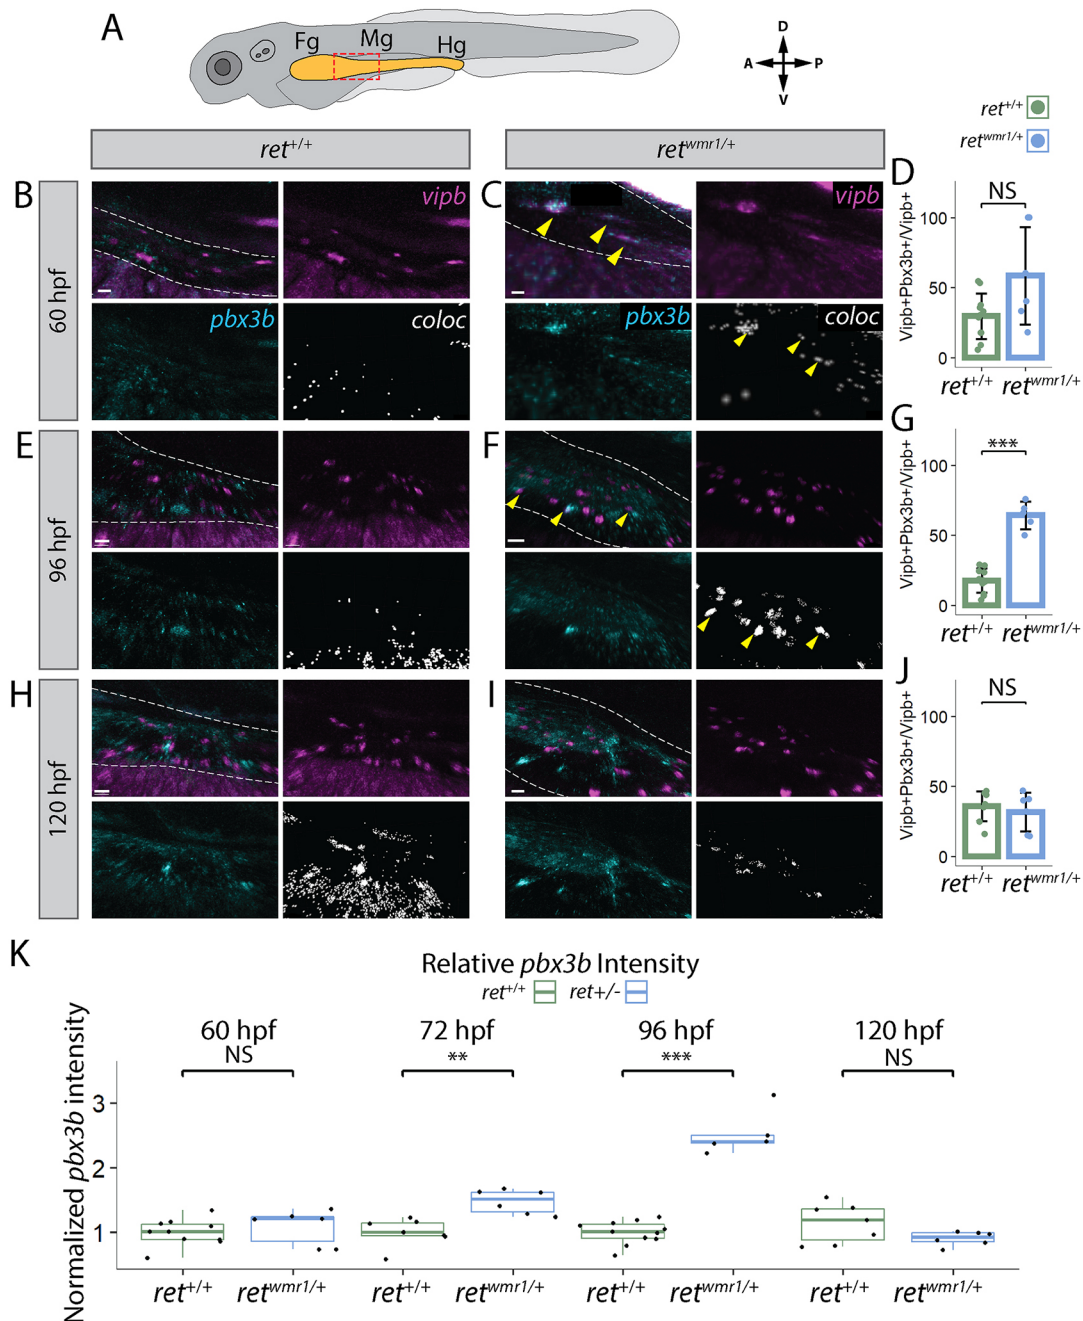 A
Fg
Mg
Hg
D
A P
V
ret+/+
retwmr1/+
ret+/+
retwmr1/+
60 hpf
B
vipb
pbx3b
coloc
C
vipb
pbx3b
coloc
D
NS
Vipb+Pbx3b+/Vipb+
100
50
0
ret+/+ retwmr1/+
96 hpf
E
F
G
***
Vipb+Pbx3b+/Vipb+
100
50
0
ret+/+ retwmr1/+
120 hpf
H
I
J
NS
Vipb+Pbx3b+/Vipb+
100
50
0
ret+/+ retwmr1/+
K
Relative pbx3b Intensity
ret+/+ ret+/-
60 hpf 72 hpf 96 hpf 120 hpf
NS ** *** NS
Normalized pbx3b intensity
3
2
1
ret+/+ retwmr1/+ ret+/+ retwmr1/+ ret+/+ retwmr1/+ ret+/+ retwmr1/+